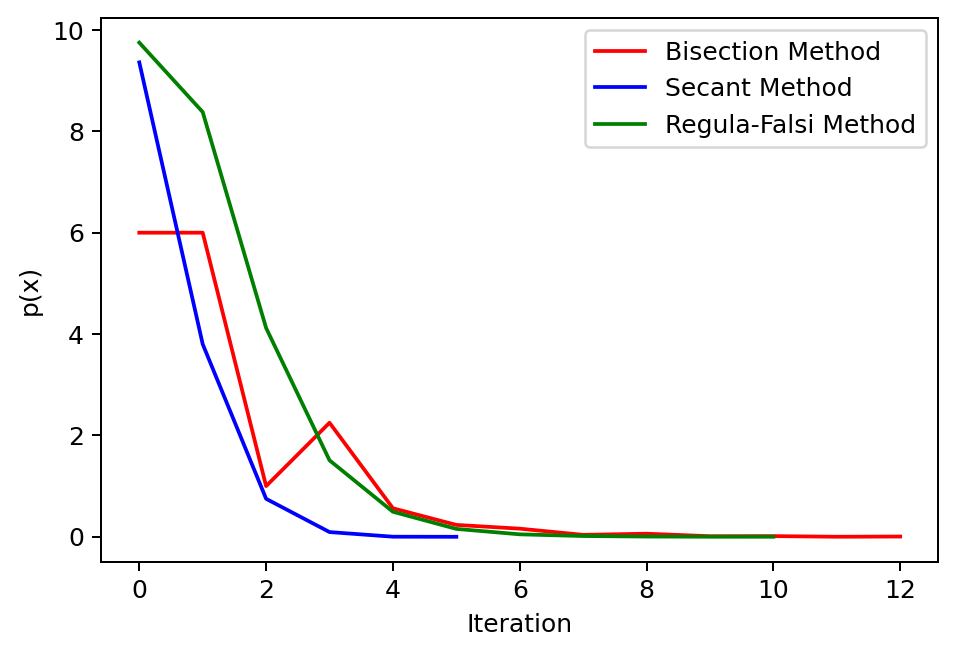 10
8
6
4
2
0
p(x)
Bisection Method
Secant Method
Regula-Falsi Method
0 2 4 6 8 10 12
Iteration